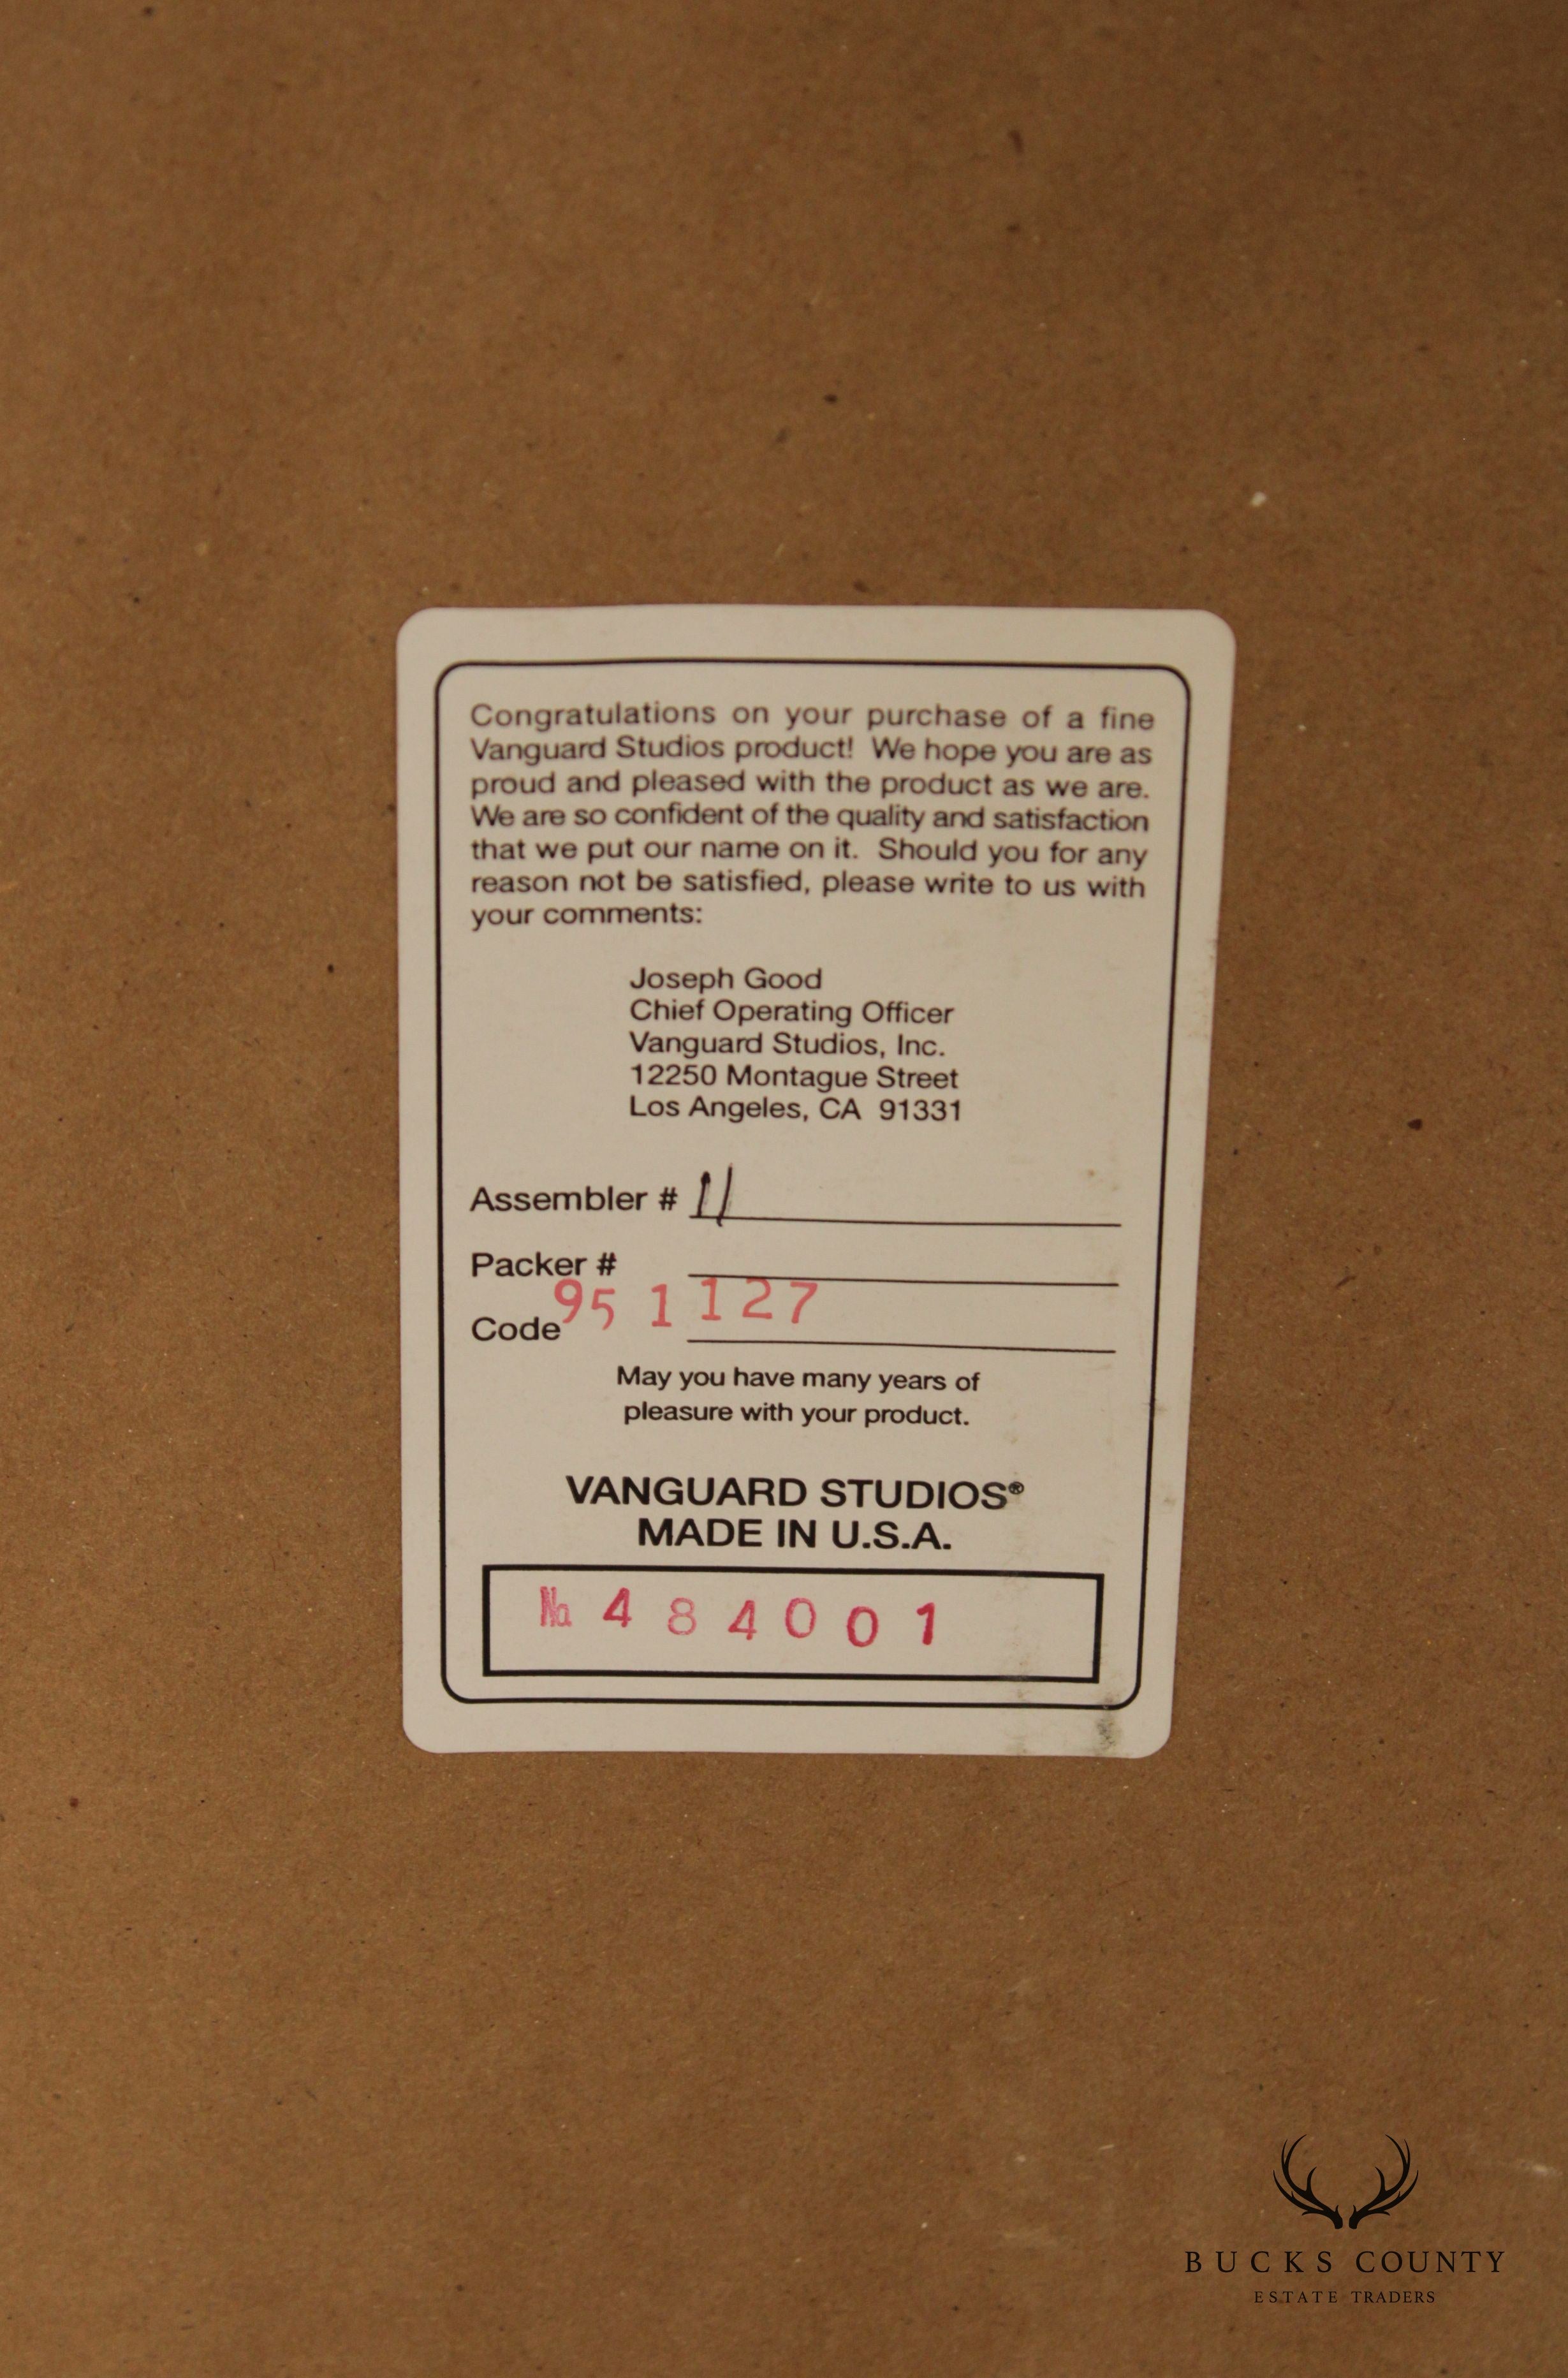 Congratulations on your purchase of a fine
Vanguard Studios product! We hope you are as
proud and pleased with the product as we are.
We are so confident of the quality and satisfaction
that we put our name on it. Should you for any
reason not be satisfied, please write to us with
your comments:
Joseph Good
Chief Operating Officer
Vanguard Studios, Inc.
12250 Montague Street
Los Angeles, CA 91331
Assembler # 11
Packer #
Code 951127
May you have many years of
pleasure with your product.
VANGUARD STUDIOS®
MADE IN U.S.A.
No 484001
BUCKS COUNTY
ESTATE TRADERS